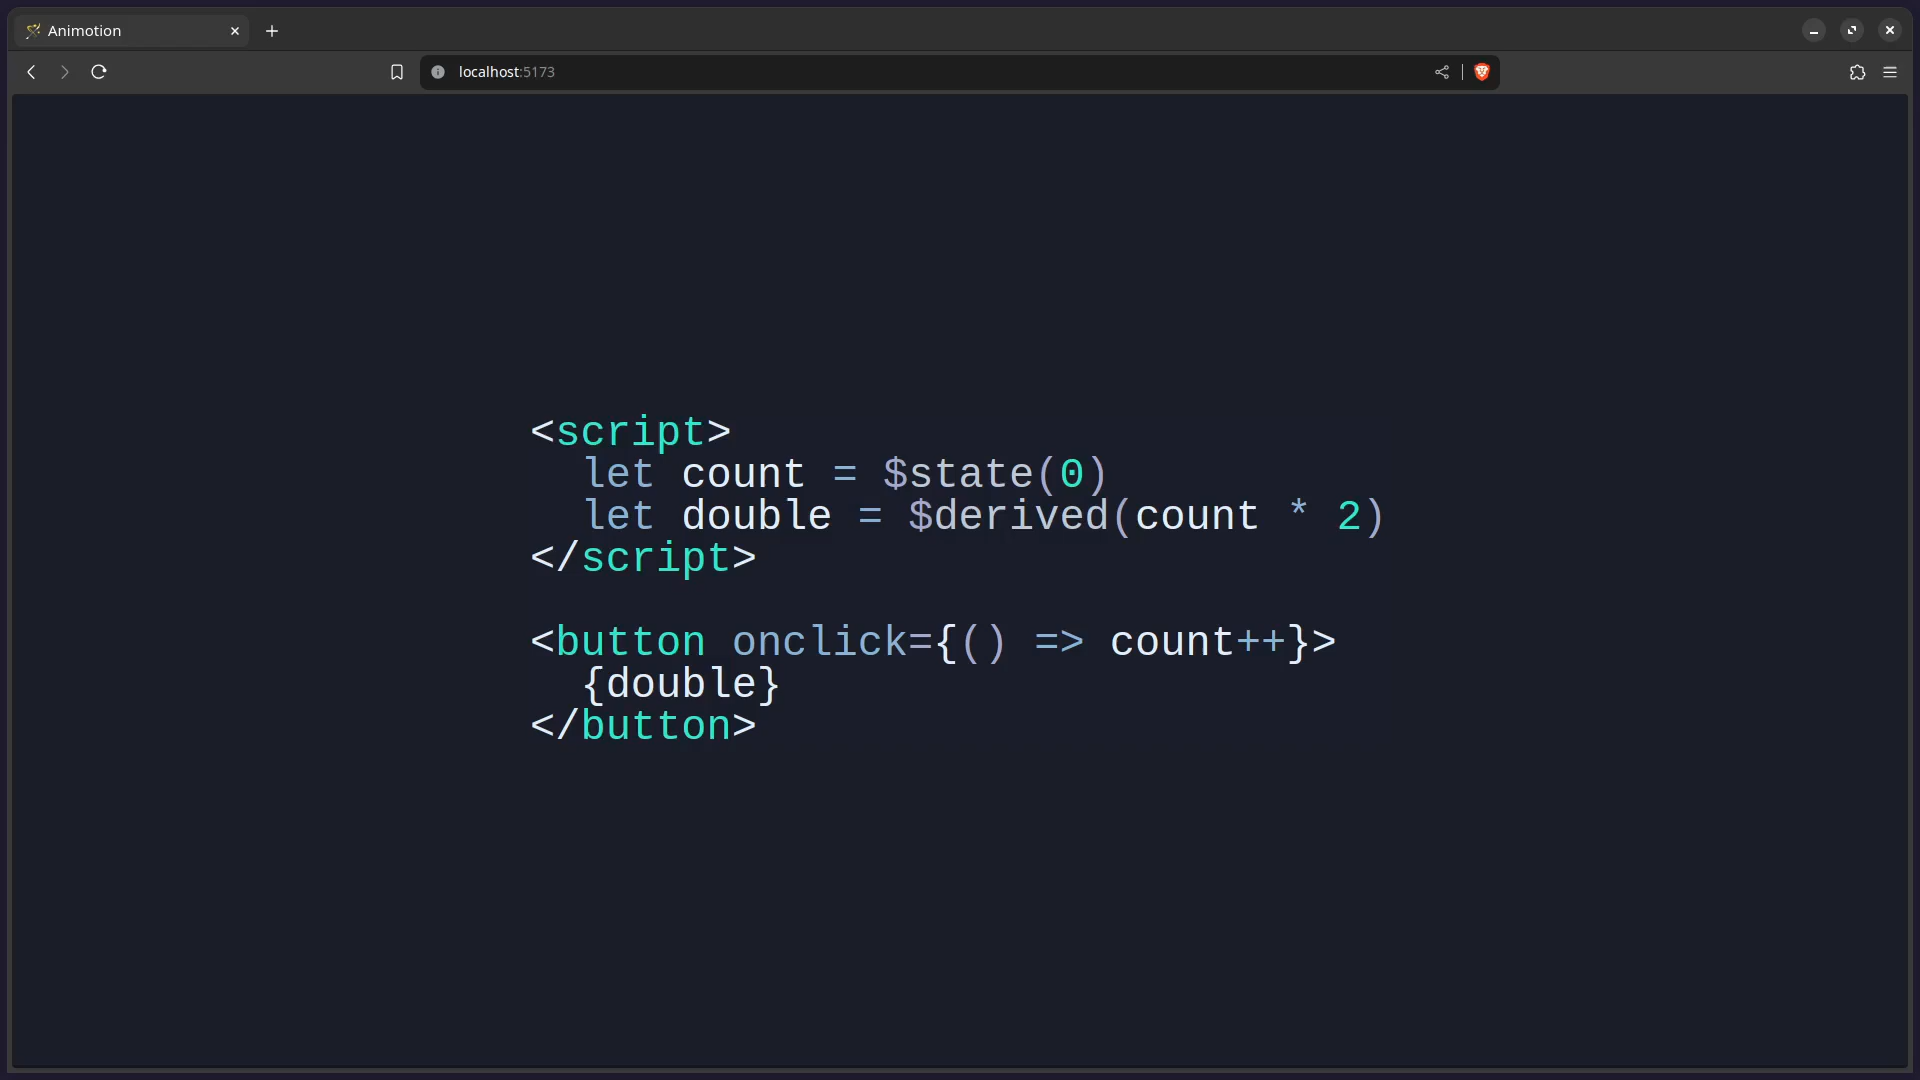 Animotion
localhost:5173
<script>
  let count = $state(0)
  let double = $derived(count * 2)
</script>

<button onclick={() => count++}>
  {double}
</button>